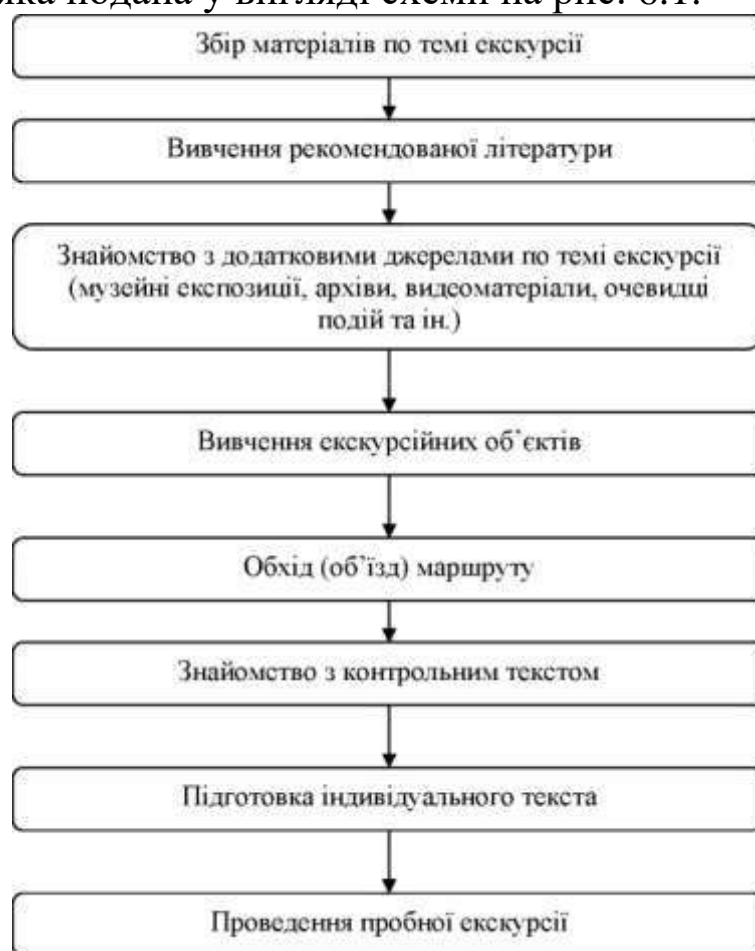 яка подана у вигляді схеми на рис. 6.1.
Збір матеріалів по темі екскурсії
Вивчення рекомендованої літератури
Знайомство з додатковими джерелами по темі екскурсії
(музейні експозиції, архіви, видеоматеріали, очевидці
подій та ін.)
Вивчення екскурсійних об`єктів
Обхід (об’їзд) маршруту
Знайомство з контрольним текстом
Підготовка індивідуального текста
Проведення пробної екскурсії